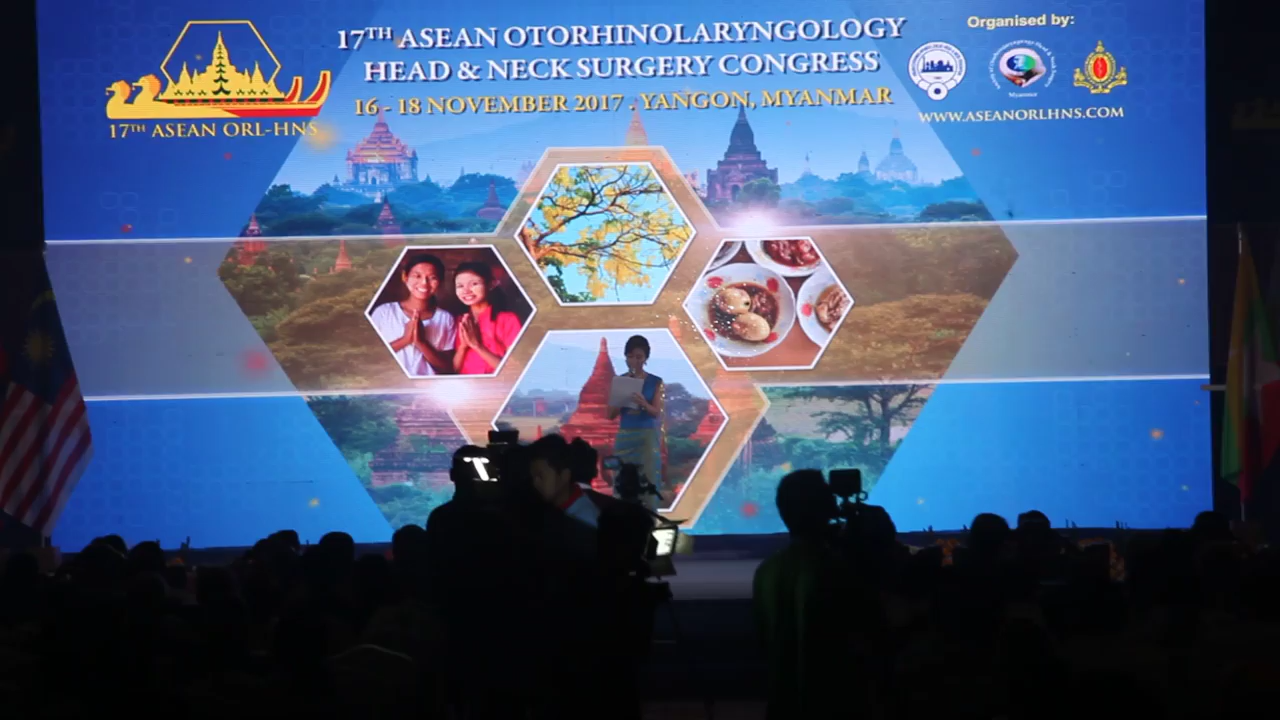 17TH ASEAN OTORHINOLARYNGOLOGY
HEAD & NECK SURGERY CONGRESS
16 - 18 NOVEMBER 2017 . YANGON, MYANMAR
17TH ASEAN ORL-HNS
Organised by:
Myanmar
WWW.ASEANORLHNS.COM